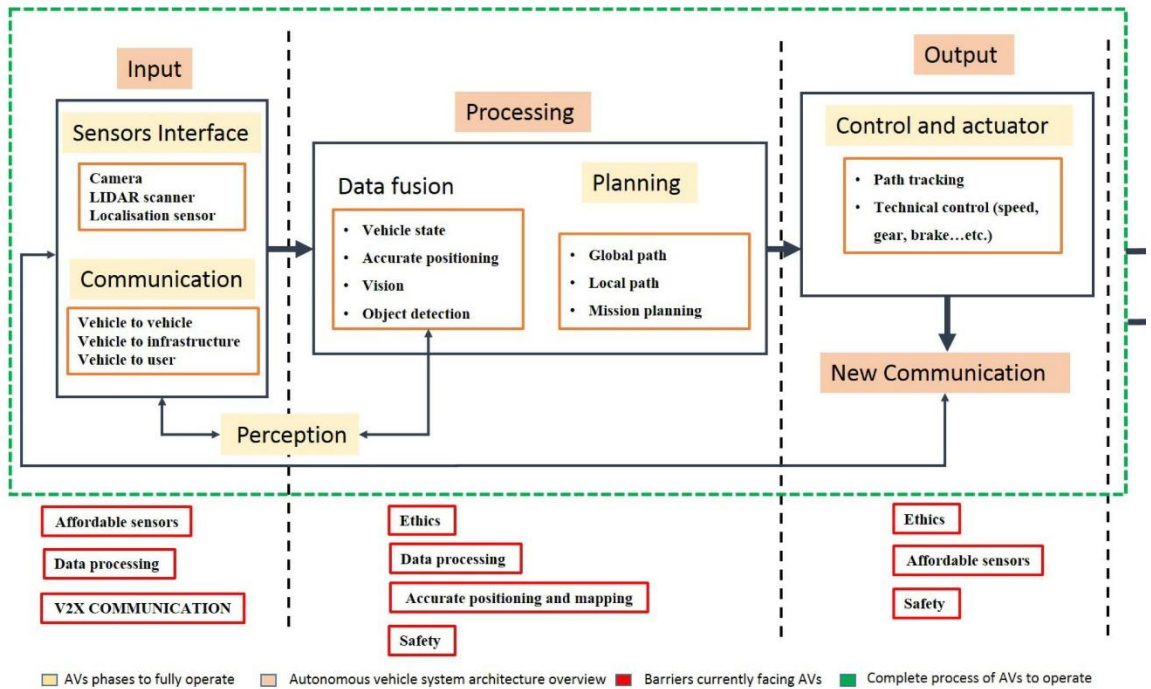 Input
Sensors Interface
Camera
LIDAR scanner
Localisation sensor
Communication
Vehicle to vehicle
Vehicle to infrastructure
Vehicle to user
Perception
Processing
Data fusion
• Vehicle state
• Accurate positioning
• Vision
• Object detection
Planning
• Global path
• Local path
• Mission planning
Output
Control and actuator
• Path tracking
• Technical control (speed,
gear, brake…etc.)
New Communication
Affordable sensors
Data processing
V2X COMMUNICATION
Ethics
Data processing
Accurate positioning and mapping
Safety
Ethics
Affordable sensors
Safety
AVs phases to fully operate
Autonomous vehicle system architecture overview
Barriers currently facing AVs
Complete process of AVs to operate